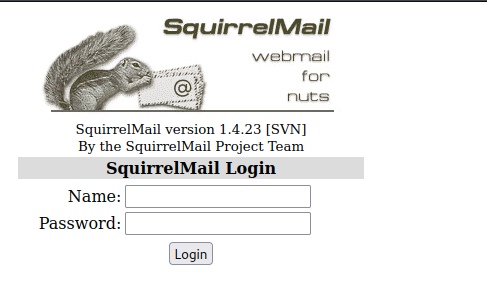 SquirrelMail
webmail
for
nuts
@
SquirrelMail version 1.4.23 [SVN]
By the SquirrelMail Project Team
SquirrelMail Login
Name:
Password:
Login